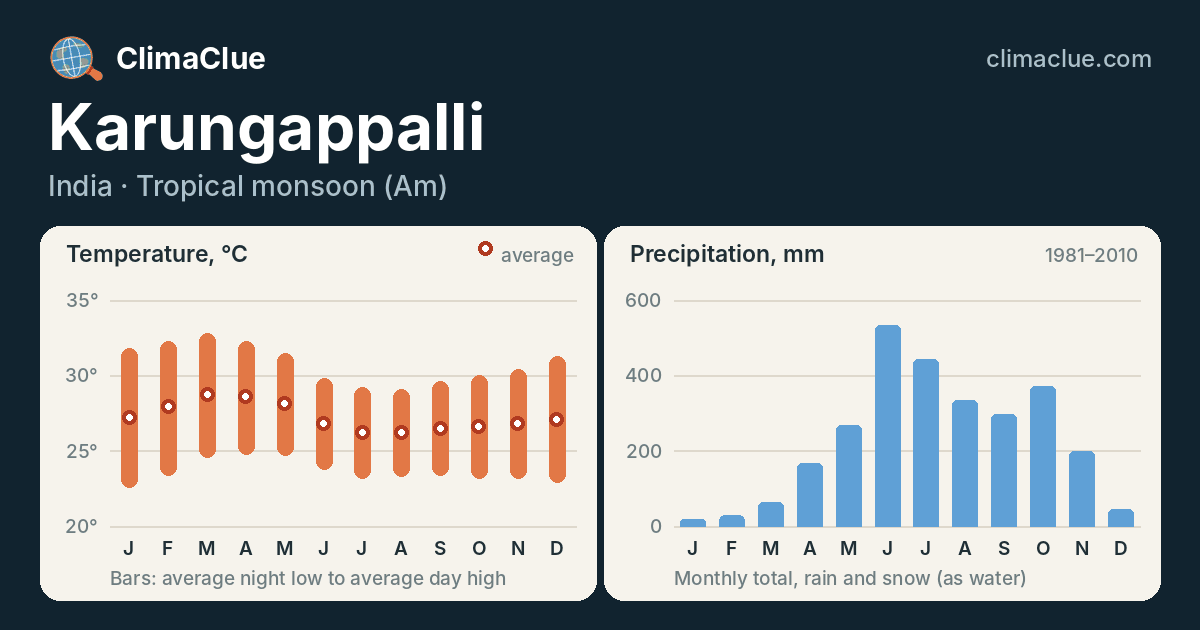 ClimaClue
climaclue.com
Karungappalli
India · Tropical monsoon (Am)
Temperature, °C
average
35°
30°
25°
20°
J F M A M J J A S O N D
Bars: average night low to average day high
Precipitation, mm
1981–2010
600
400
200
0
J F M A M J J A S O N D
Monthly total, rain and snow (as water)